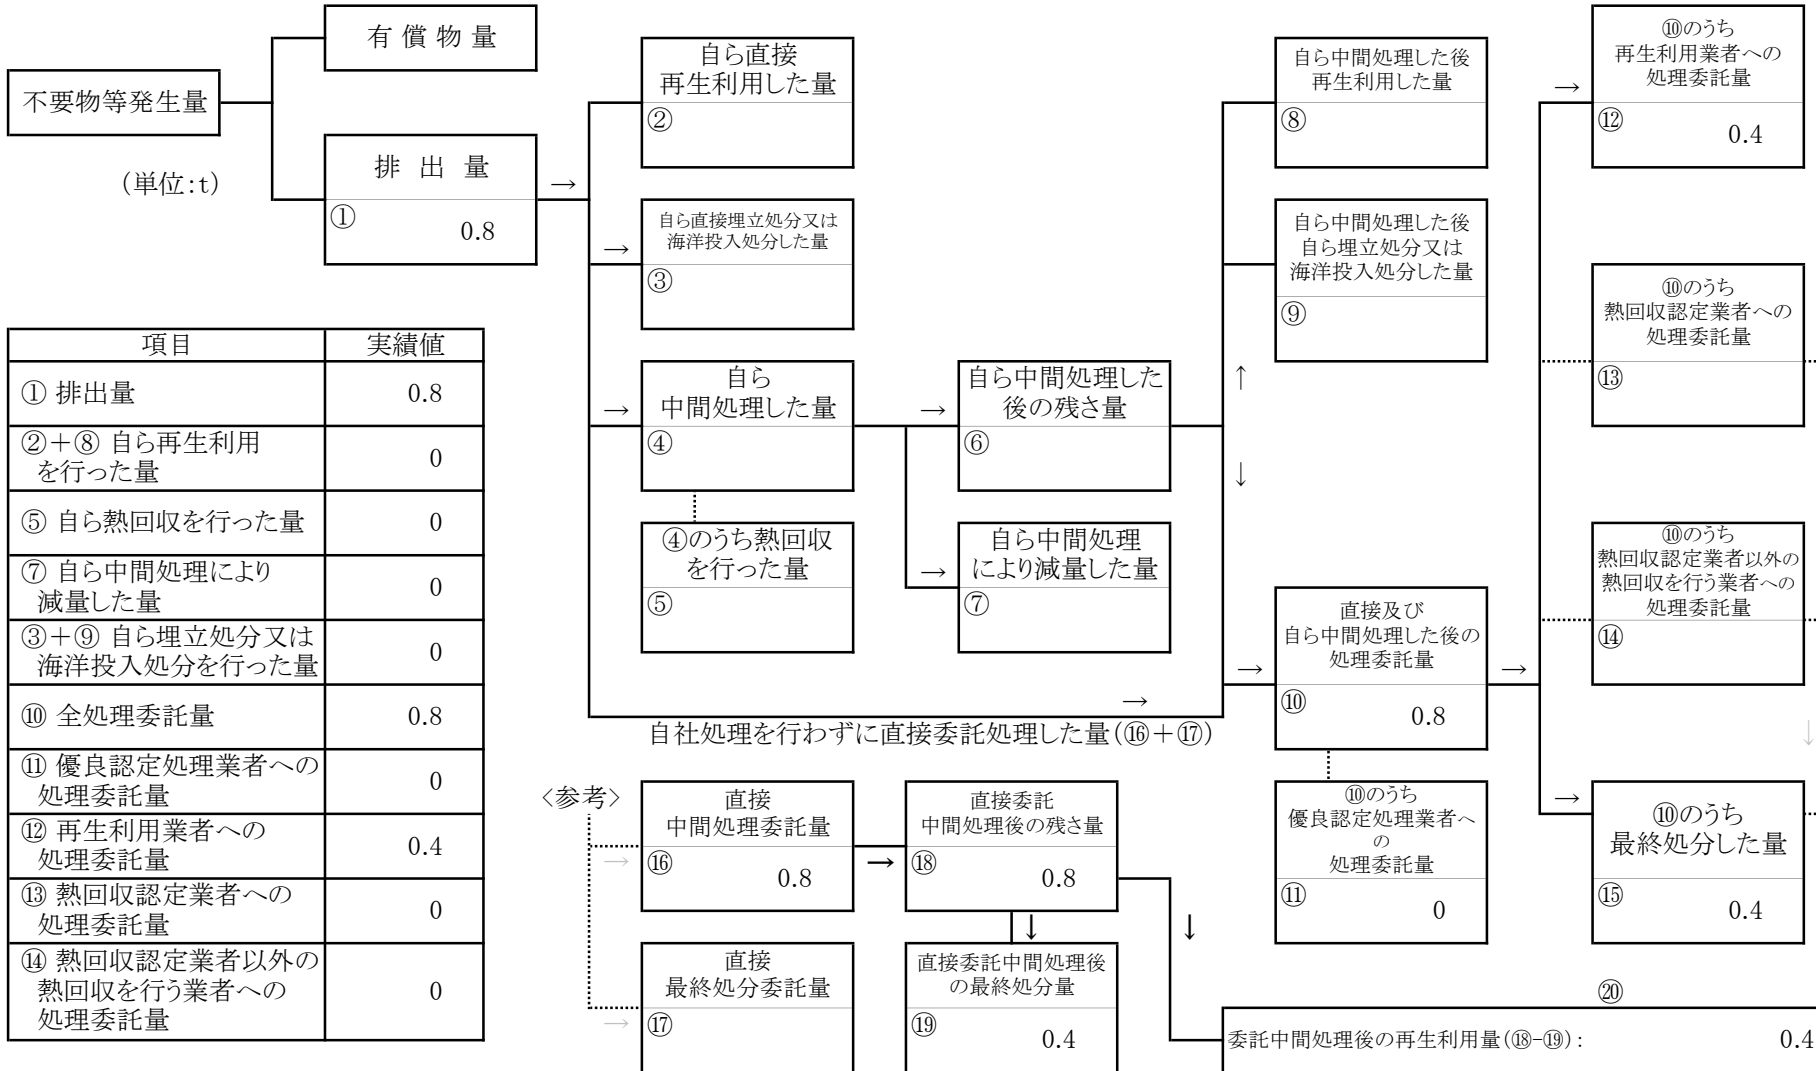 有 償 物 量
不要物等発生量
排 出 量
①
0.8
(単位:t)
→
自ら直接
再生利用した量
②
→
自ら直接埋立処分又は
海洋投入処分した量
③
→
自ら
中間処理した量
④
④のうち熱回収
を行った量
⑤
→
自ら中間処理した
後の残さ量
⑥
→
自ら中間処理
により減量した量
⑦
自ら中間処理した後
再生利用した量
⑧
自ら中間処理した後
自ら埋立処分又は
海洋投入処分した量
⑨
↑
↓
→
直接及び
自ら中間処理した後の
処理委託量
⑩
0.8
→
⑩のうち
優良認定処理業者へ
の
処理委託量
⑪
0
→
⑩のうち
再生利用業者への
処理委託量
⑫
0.4
⑩のうち
熱回収認定業者への
処理委託量
⑬
⑩のうち
熱回収認定業者以外の
熱回収を行う業者への
処理委託量
⑭
↓
→
⑩のうち
最終処分した量
⑮
0.4
→
自社処理を行わずに直接委託処理した量(⑯+⑰)
項目 実績値
① 排出量 0.8
②+⑧ 自ら再生利用
を行った量 0
⑤ 自ら熱回収を行った量 0
⑦ 自ら中間処理により
減量した量 0
③+⑨ 自ら埋立処分又は
海洋投入処分を行った量 0
⑩ 全処理委託量 0.8
⑪ 優良認定処理業者への
処理委託量 0
⑫ 再生利用業者への
処理委託量 0.4
⑬ 熱回収認定業者への
処理委託量 0
⑭ 熱回収認定業者以外の
熱回収を行う業者への
処理委託量 0
<参考>
→
直接
中間処理委託量
⑯
0.8
→
直接委託
中間処理後の残さ量
⑱
0.8
↓
↓
→
直接
最終処分委託量
⑰
直接委託中間処理後
の最終処分量
⑲
0.4
⑳
委託中間処理後の再生利用量(⑱-⑲): 0.4